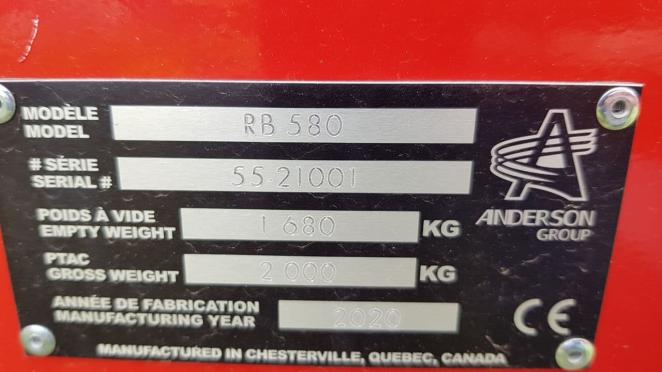 MODÈLE
MODEL
RB 580
# SÉRIE
SERIAL #
55-21001
POIDS À VIDE
EMPTY WEIGHT
1 680
KG
PTAC
GROSS WEIGHT
2 000
KG
ANNÉE DE FABRICATION
MANUFACTURING YEAR
2020
ANDERSON
GROUP
CE
MANUFACTURED IN CHESTERVILLE, QUEBEC, CANADA